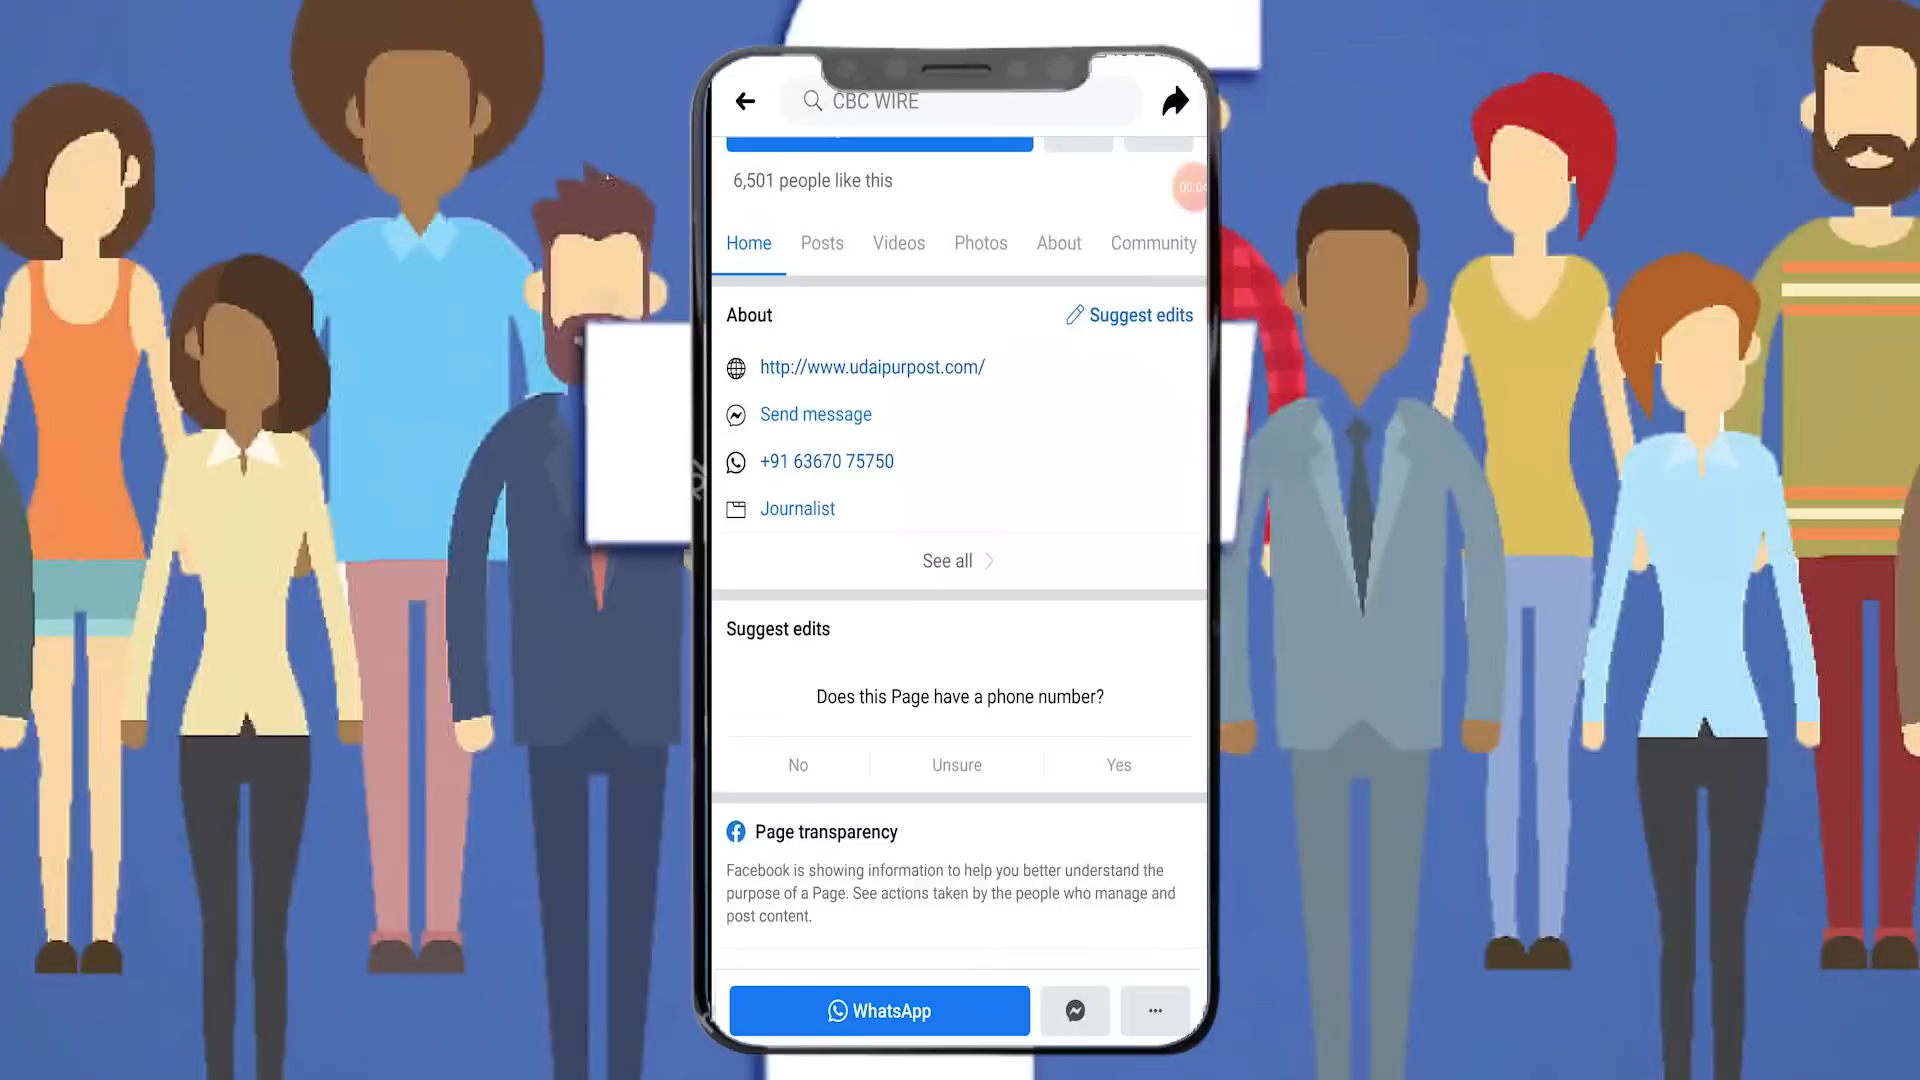 CBC WIRE
6,501 people like this
00:04
Home Posts Videos Photos About Community
About Suggest edits
http://www.udaipurpost.com/
Send message
+91 63670 75750
Journalist
See all
Suggest edits
Does this Page have a phone number?
No Unsure Yes
Page transparency
Facebook is showing information to help you better understand the
purpose of a Page. See actions taken by the people who manage and
post content.
WhatsApp